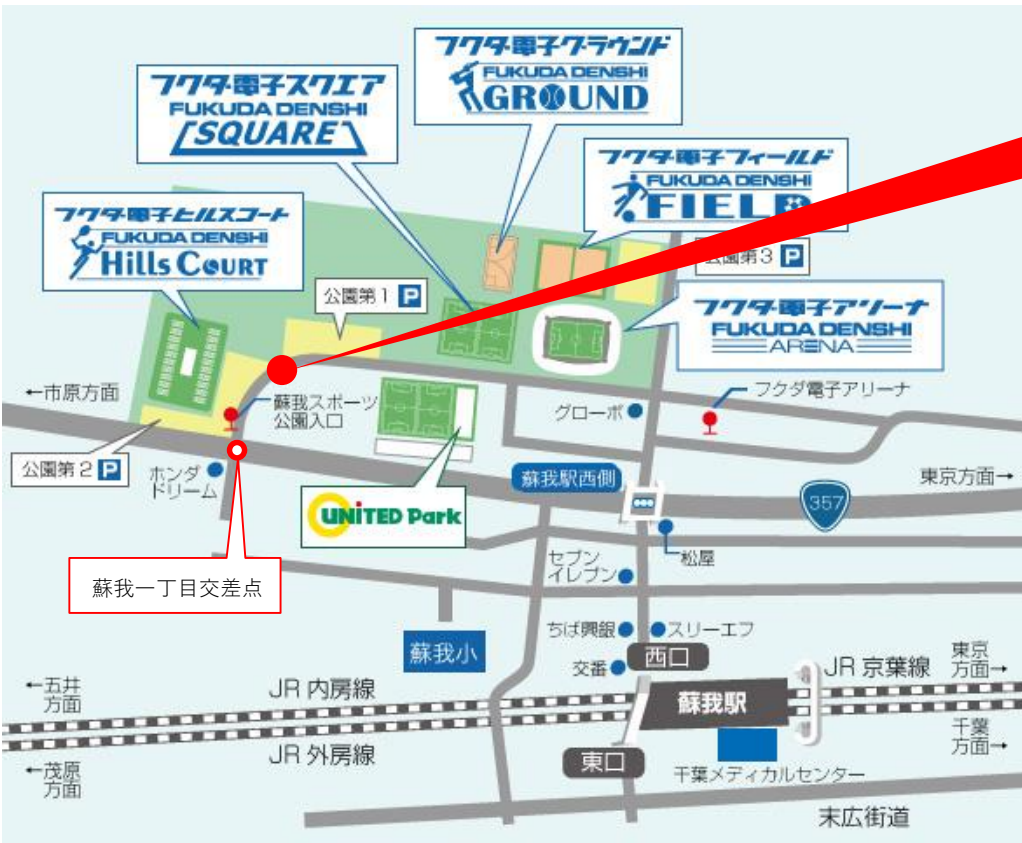 フクダ電子グラウンド
FUKUDA DENSHI
GROUND
フクダ電子スクエア
FUKUDA DENSHI
SQUARE
フクダ電子フィールド
FUKUDA DENSHI
FIELD
フクダ電子ヒルズコート
FUKUDA DENSHI
Hills COURT
公園第3 P
公園第1 P
フクダ電子アリーナ
FUKUDA DENSHI
ARENA
←市原方面
蘇我スポーツ
公園入口
フクダ電子アリーナ
グローボ
公園第2 P
ホンダ
ドリーム
蘇我駅西側
東京方面→
357
UNITED Park
松屋
セブン
イレブン
蘇我一丁目交差点
ちば興銀
スリーエフ
蘇我小
交番
西口
JR 京葉線
東京
方面→
←五井
方面
JR 内房線
蘇我駅
JR 外房線
千葉
方面→
←茂原
方面
東口
千葉メディカルセンター
末広街道